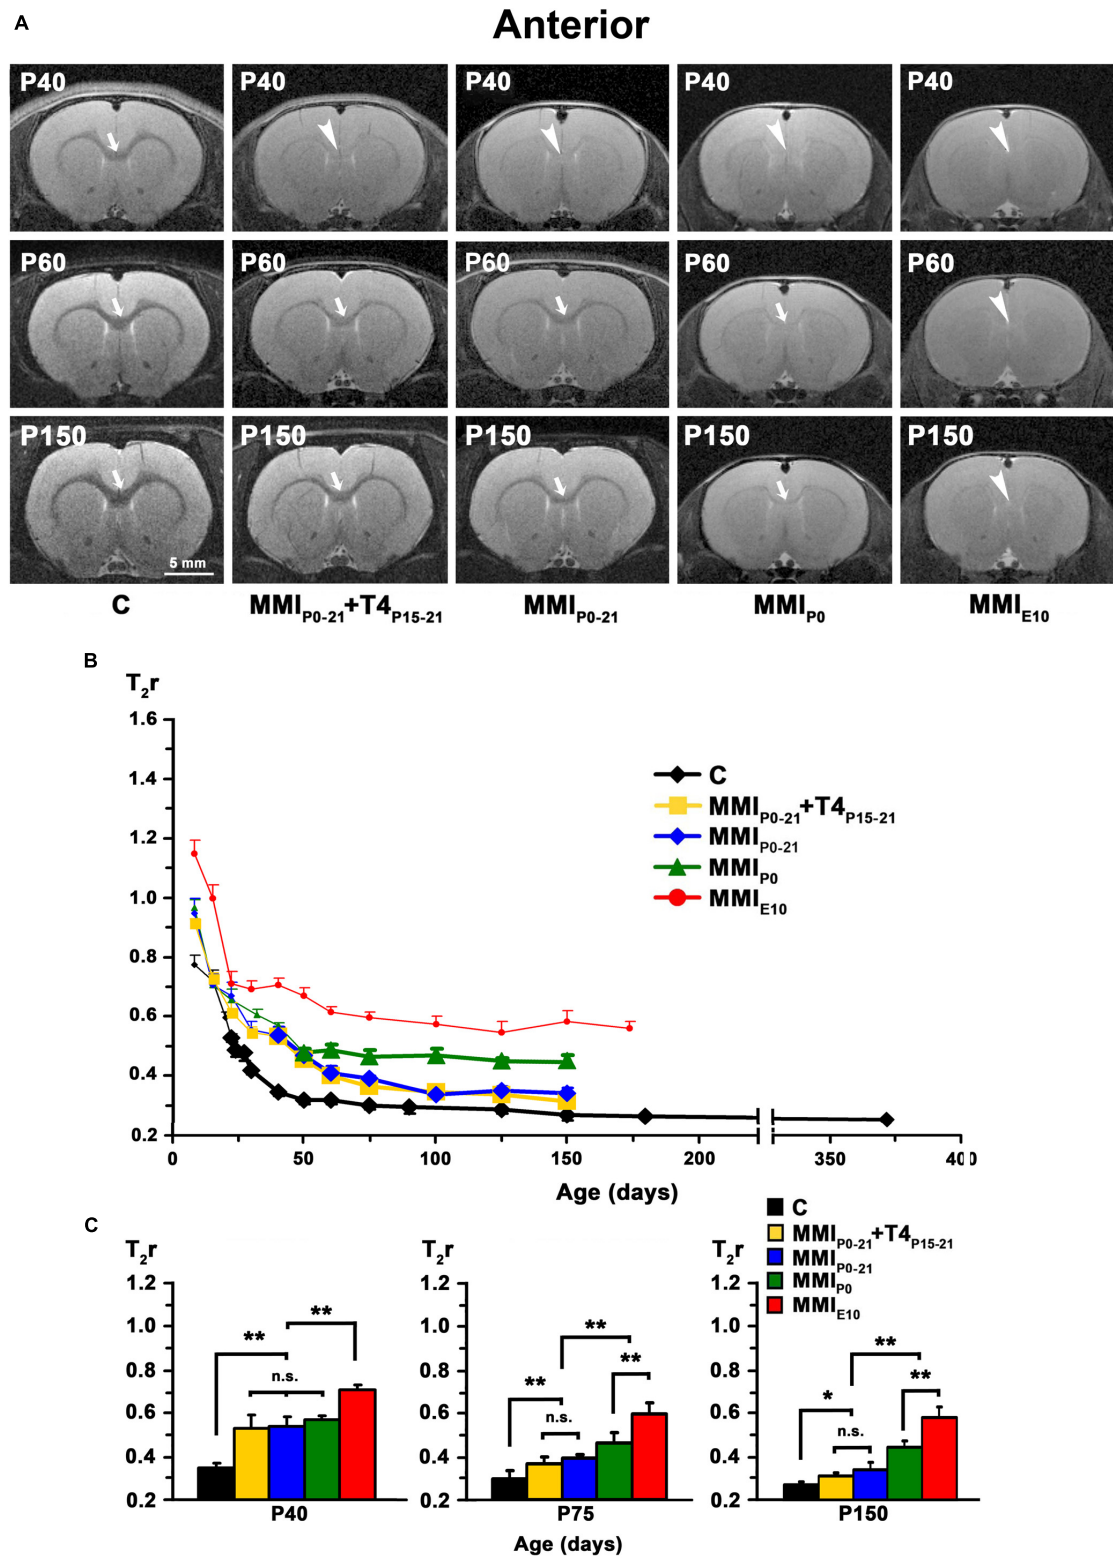 A
Anterior
P40 P40 P40 P40 P40
P60 P60 P60 P60 P60
P150 P150 P150 P150 P150
5 mm
C MMIP0-21+T4P15-21 MMIP0-21 MMIP0 MMIE10
B
T2r
1.6
1.4
1.2
1.0
0.8
0.6
0.4
0.2
0 50 100 150 200 350 400
Age (days)
C
MMIP0-21+T4P15-21
MMIP0-21
MMIP0
MMIE10
C
T2r
1.2
1.0
0.8
0.6
0.4
0.2
**
**
n.s.
P40
T2r
1.2
1.0
0.8
0.6
0.4
0.2
**
**
**
n.s.
P75
T2r
1.2
1.0
0.8
0.6
0.4
0.2
**
**
*
n.s.
P150
C
MMIP0-21+T4P15-21
MMIP0-21
MMIP0
MMIE10
Age (days)